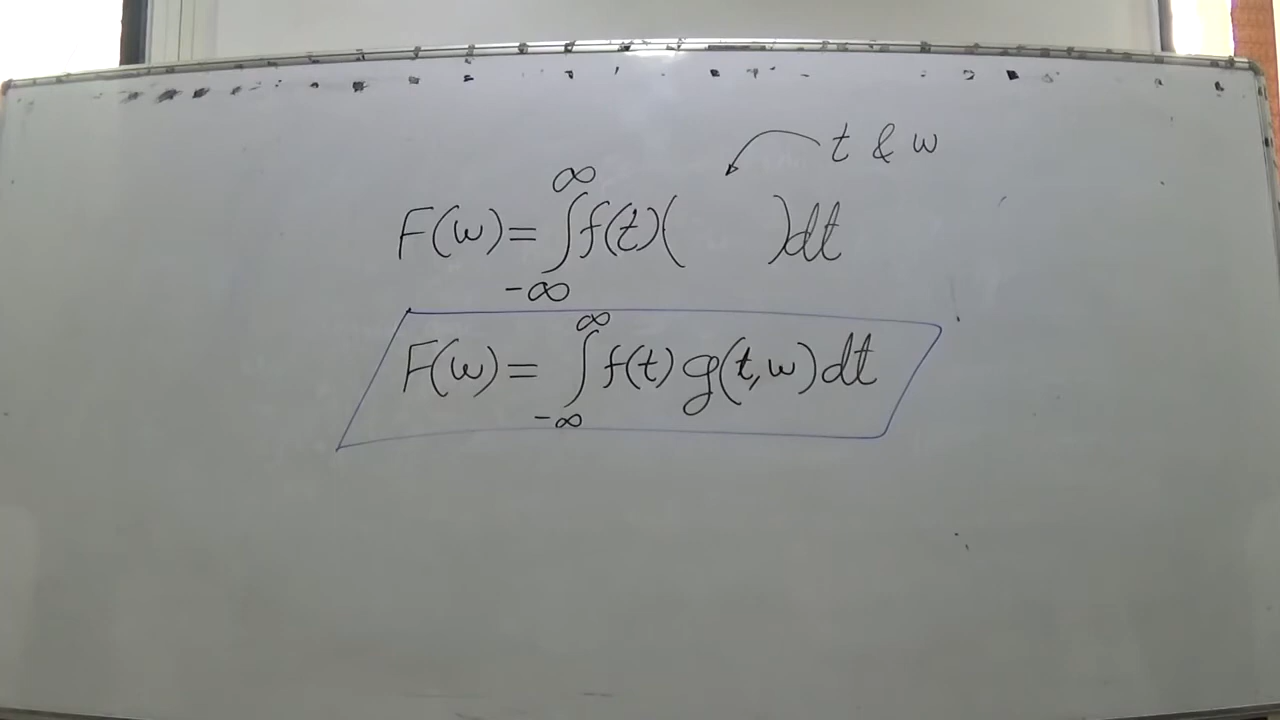 t & w
F(w) = ∫_{-∞}^{∞} f(t)( )dt
F(w) = ∫_{-∞}^{∞} f(t) g(t,w) dt